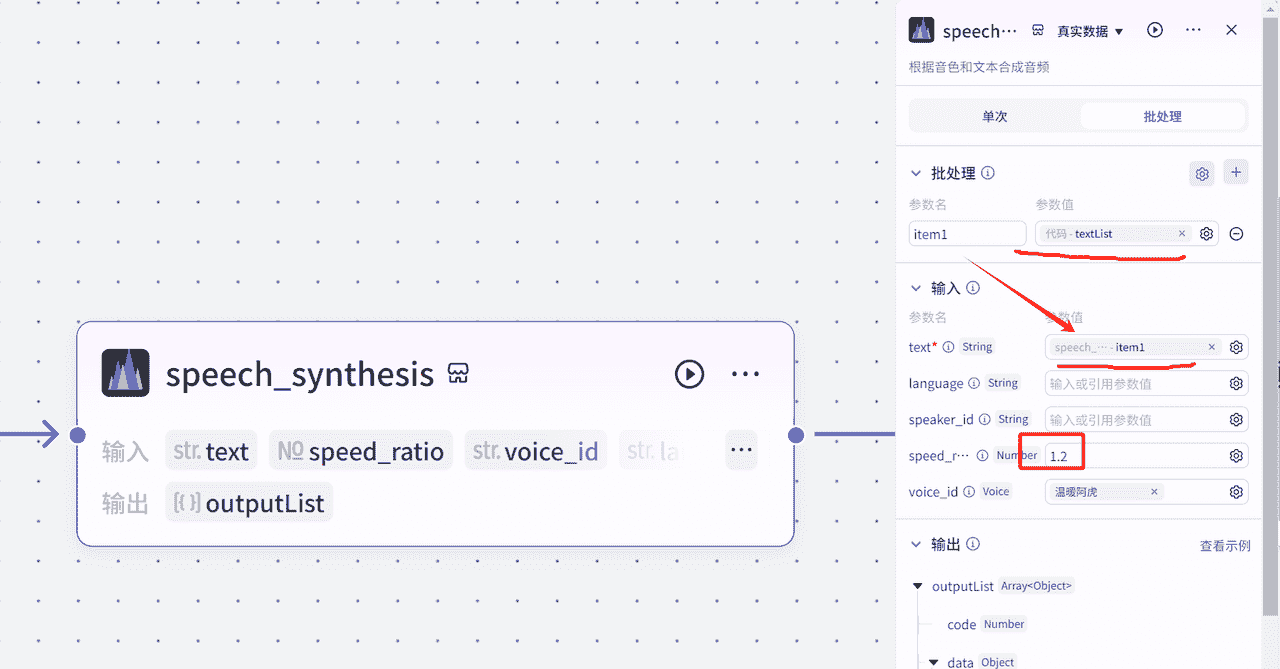 speech_synthesis
输入 str. text NO speed_ratio str. voice_id str. la ...
输出 [()] outputList
speech··· 真实数据
根据音色和文本合成音频
单次 批处理
批处理
参数名 参数值
item1 代码 - textList
输入
参数名 参数值
text* String speech_··· - item1
language String 输入或引用参数值
speaker_id String 输入或引用参数值
speed_r··· Number 1.2
voice_id Voice 温暖阿虎
输出 查看示例
outputList Array<Object>
code Number
data Object